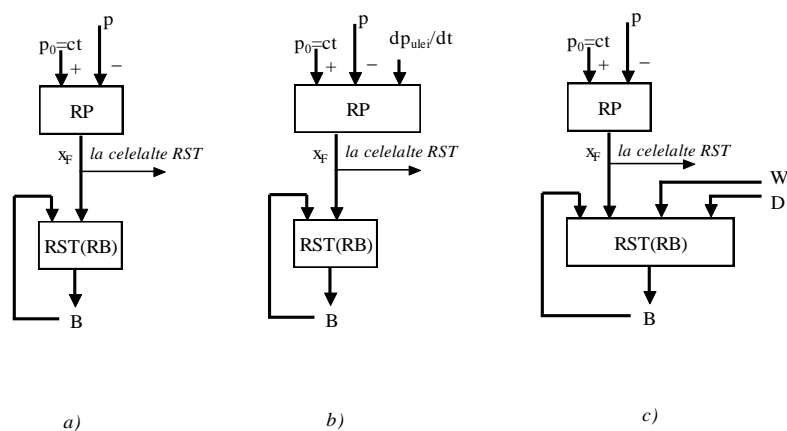 p
p₀=ct
+
−
RP
x_F
la celelalte RST
RST(RB)
B
a)
p
p₀=ct
dp_ulei/dt
+
−
RP
x_F
la celelalte RST
RST(RB)
B
b)
p
p₀=ct
+
−
RP
x_F
la celelalte RST
W
D
RST(RB)
B
c)